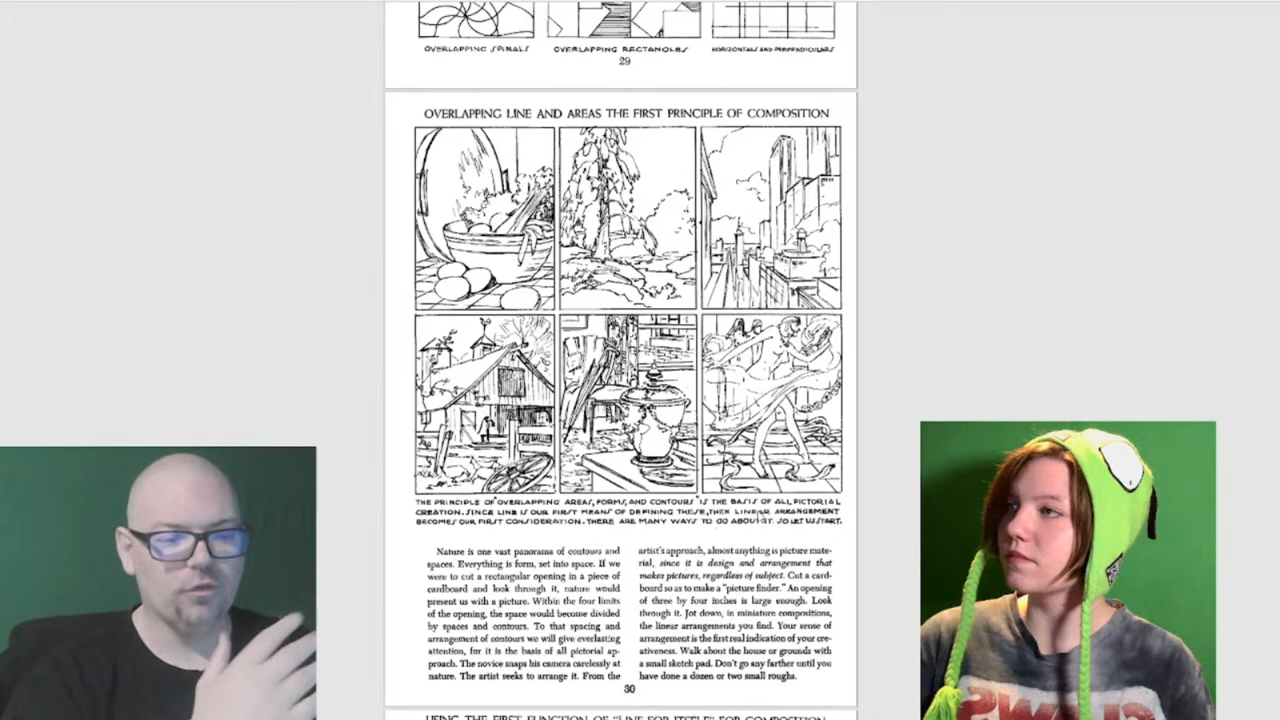 OVERLAPPING SPIRALS
OVERLAPPING RECTANGLES
HORIZONTALS AND PERPENDICULARS
29
OVERLAPPING LINE AND AREAS THE FIRST PRINCIPLE OF COMPOSITION
THE PRINCIPLE OF "OVERLAPPING AREAS, FORMS, AND CONTOURS" IS THE BASIS OF ALL PICTORIAL
CREATION. SINCE LINE IS OUR FIRST MEANS OF DEFINING THESE, THEN LINEAR ARRANGEMENT
BECOMES OUR FIRST CONSIDERATION. THERE ARE MANY WAYS TO GO ABOUT IT. SO LET US START.
Nature is one vast panorama of contours and
spaces. Everything is form, set into space. If we
were to cut a rectangular opening in a piece of
cardboard and look through it, nature would
present us with a picture. Within the four limits
of the opening, the space would become divided
by spaces and contours. To that spacing and
arrangement of contours we will give everlasting
attention, for it is the basis of all pictorial ap-
proach. The novice snaps his camera carelessly at
nature. The artist seeks to arrange it. From the
artist's approach, almost anything is picture mate-
rial, since it is design and arrangement that
makes pictures, regardless of subject. Cut a card-
board so as to make a "picture finder." An opening
of three by four inches is large enough. Look
through it. Jot down, in miniature compositions,
the linear arrangements you find. Your sense of
arrangement is the first real indication of your cre-
ativeness. Walk about the house or grounds with
a small sketch pad. Don't go any farther until you
have done a dozen or two small roughs.
30
USING THE FIRST FUNCTION OF "LINE FOR ITSELF" FOR COMPOSITION